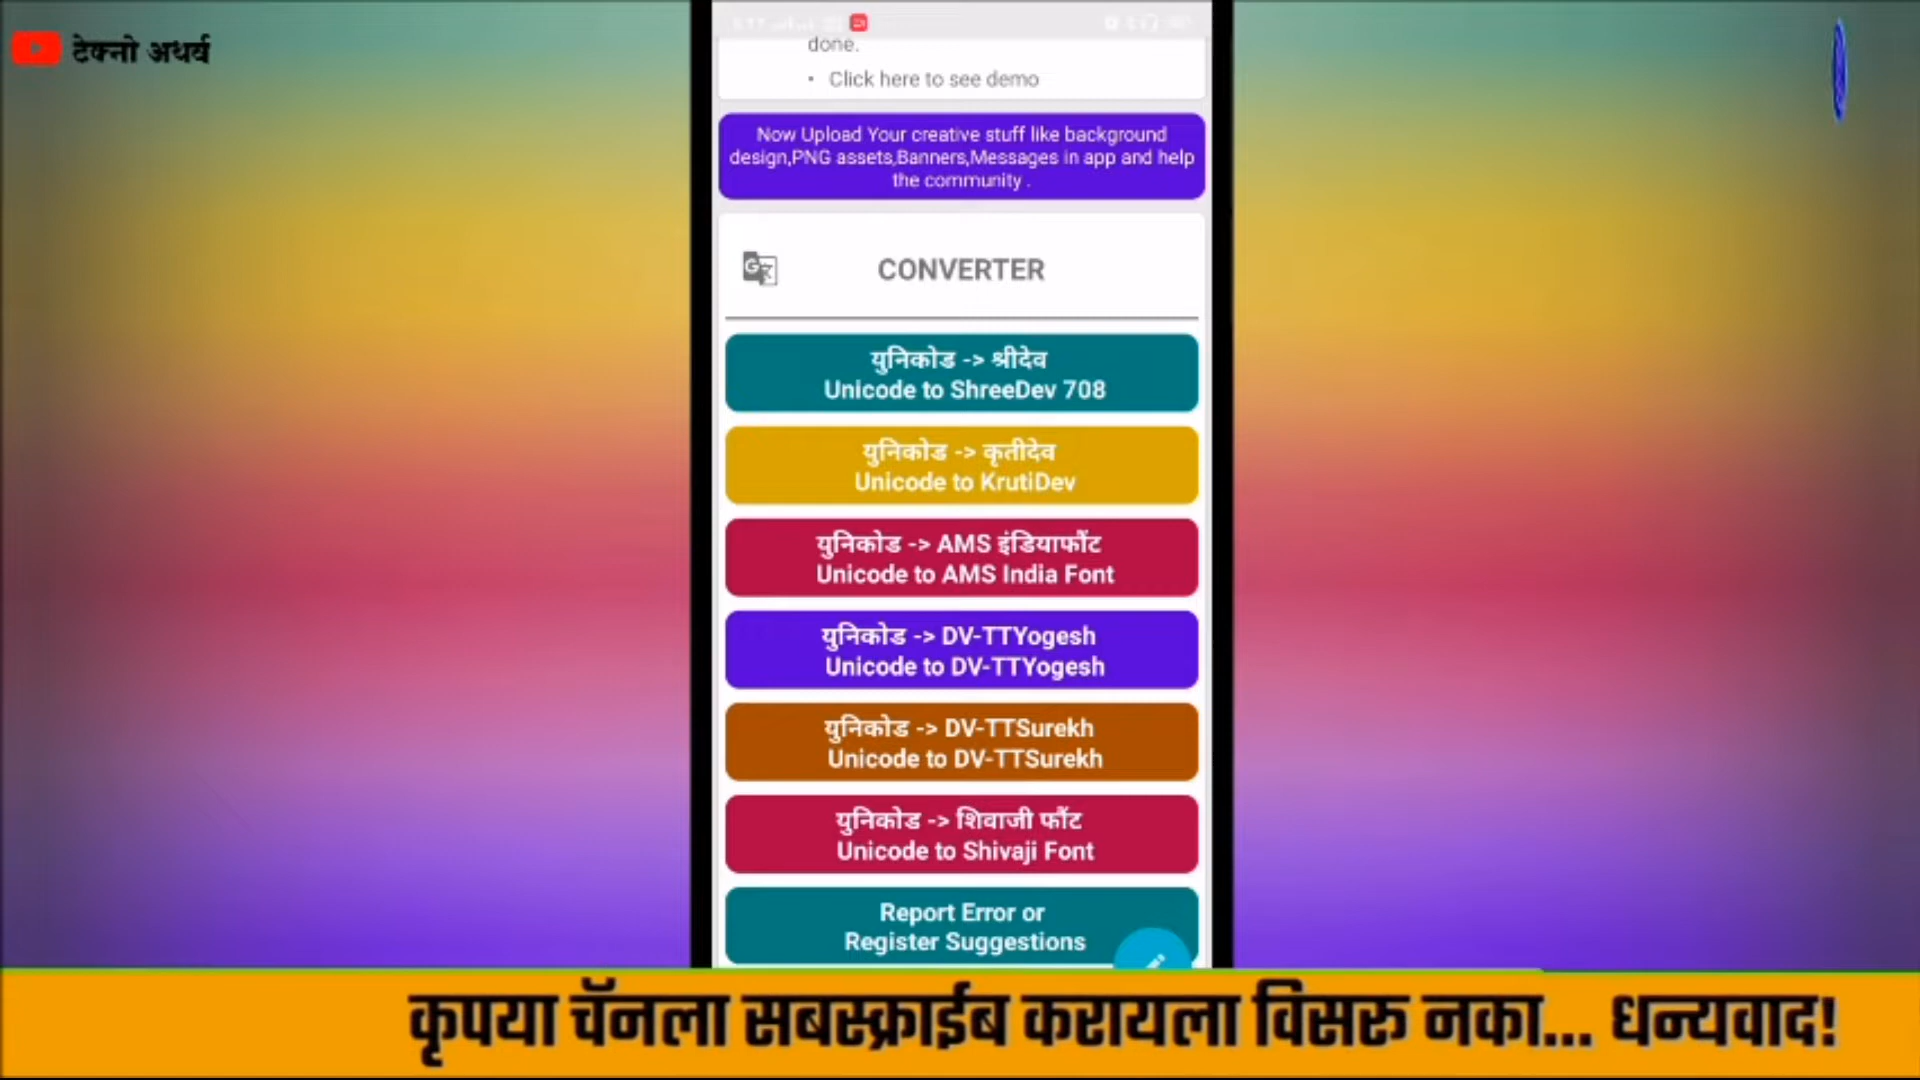 टेक्नो अथर्व
done.
• Click here to see demo
Now Upload Your creative stuff like background
design,PNG assets,Banners,Messages in app and help
the community .
CONVERTER
युनिकोड -> श्रीदेव
Unicode to ShreeDev 708
युनिकोड -> कृतीदेव
Unicode to KrutiDev
युनिकोड -> AMS इंडियाफौंट
Unicode to AMS India Font
युनिकोड -> DV-TTYogesh
Unicode to DV-TTYogesh
युनिकोड -> DV-TTSurekh
Unicode to DV-TTSurekh
युनिकोड -> शिवाजी फौंट
Unicode to Shivaji Font
Report Error or
Register Suggestions
कृपया चॅनला सबस्क्राईब करायला विसरू नका... धन्यवाद!